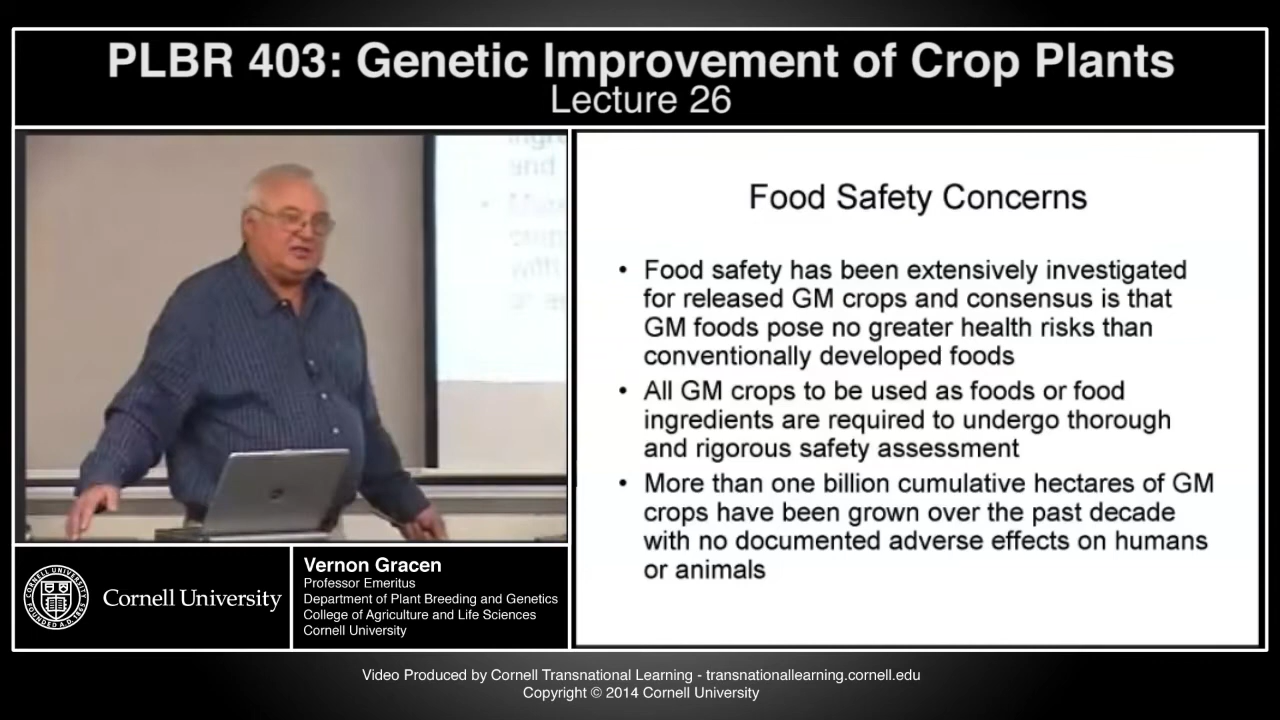 PLBR 403: Genetic Improvement of Crop Plants
Lecture 26
and
Food Safety Concerns
• Food safety has been extensively investigated
for released GM crops and consensus is that
GM foods pose no greater health risks than
conventionally developed foods
• All GM crops to be used as foods or food
ingredients are required to undergo thorough
and rigorous safety assessment
• More than one billion cumulative hectares of GM
crops have been grown over the past decade
with no documented adverse effects on humans
or animals
Cornell University
Vernon Gracen
Professor Emeritus
Department of Plant Breeding and Genetics
College of Agriculture and Life Sciences
Cornell University
Video Produced by Cornell Transnational Learning - transnationallearning.cornell.edu
Copyright © 2014 Cornell University